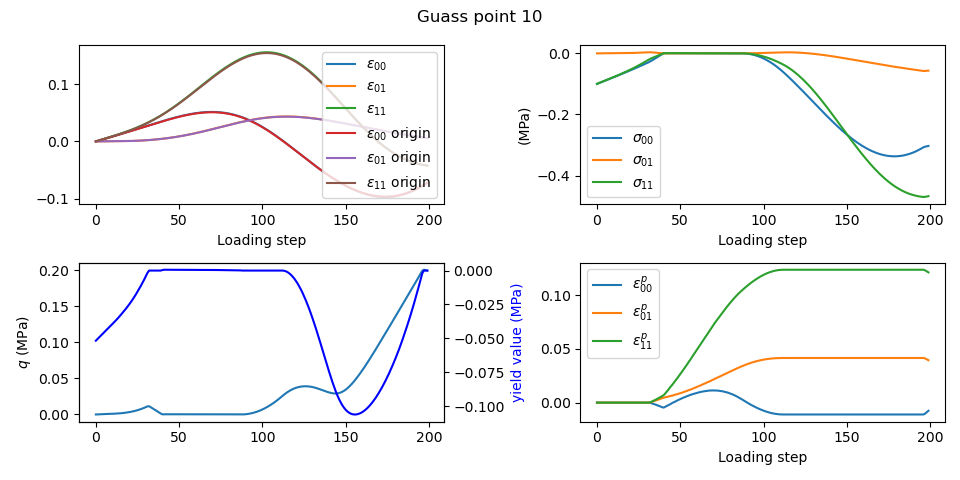 Guass point 10
0.1
0.0
−0.1
0 50 100 150 200
Loading step
ε00
ε01
ε11
ε00 origin
ε01 origin
ε11 origin
(MPa)
0.0
−0.2
−0.4
0 50 100 150 200
Loading step
σ00
σ01
σ11
q (MPa)
0.20
0.15
0.10
0.05
0.00
0 50 100 150 200
0.000
−0.025
−0.050
−0.075
−0.100
yield value (MPa)
0.10
0.05
0.00
0 50 100 150 200
Loading step
ε^p_00
ε^p_01
ε^p_11